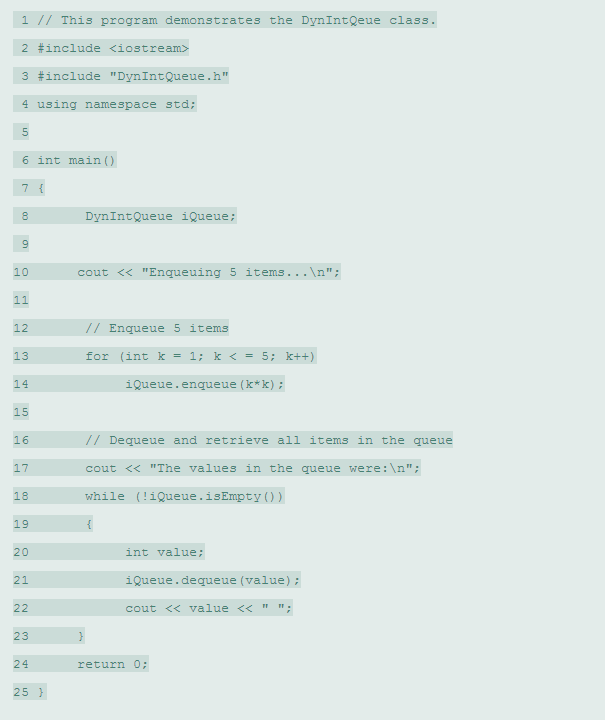 1 // This program demonstrates the DynIntQeue class.
2 #include <iostream>
3 #include "DynIntQueue.h"
4 using namespace std;
5
6 int main()
7 {
8       DynIntQueue iQueue;
9
10      cout << "Enqueuing 5 items...\n";
11
12       // Enqueue 5 items
13       for (int k = 1; k < = 5; k++)
14            iQueue.enqueue(k*k);
15
16       // Dequeue and retrieve all items in the queue
17       cout << "The values in the queue were:\n";
18       while (!iQueue.isEmpty())
19       {
20            int value;
21            iQueue.dequeue(value);
22            cout << value << " ";
23      }
24      return 0;
25 }